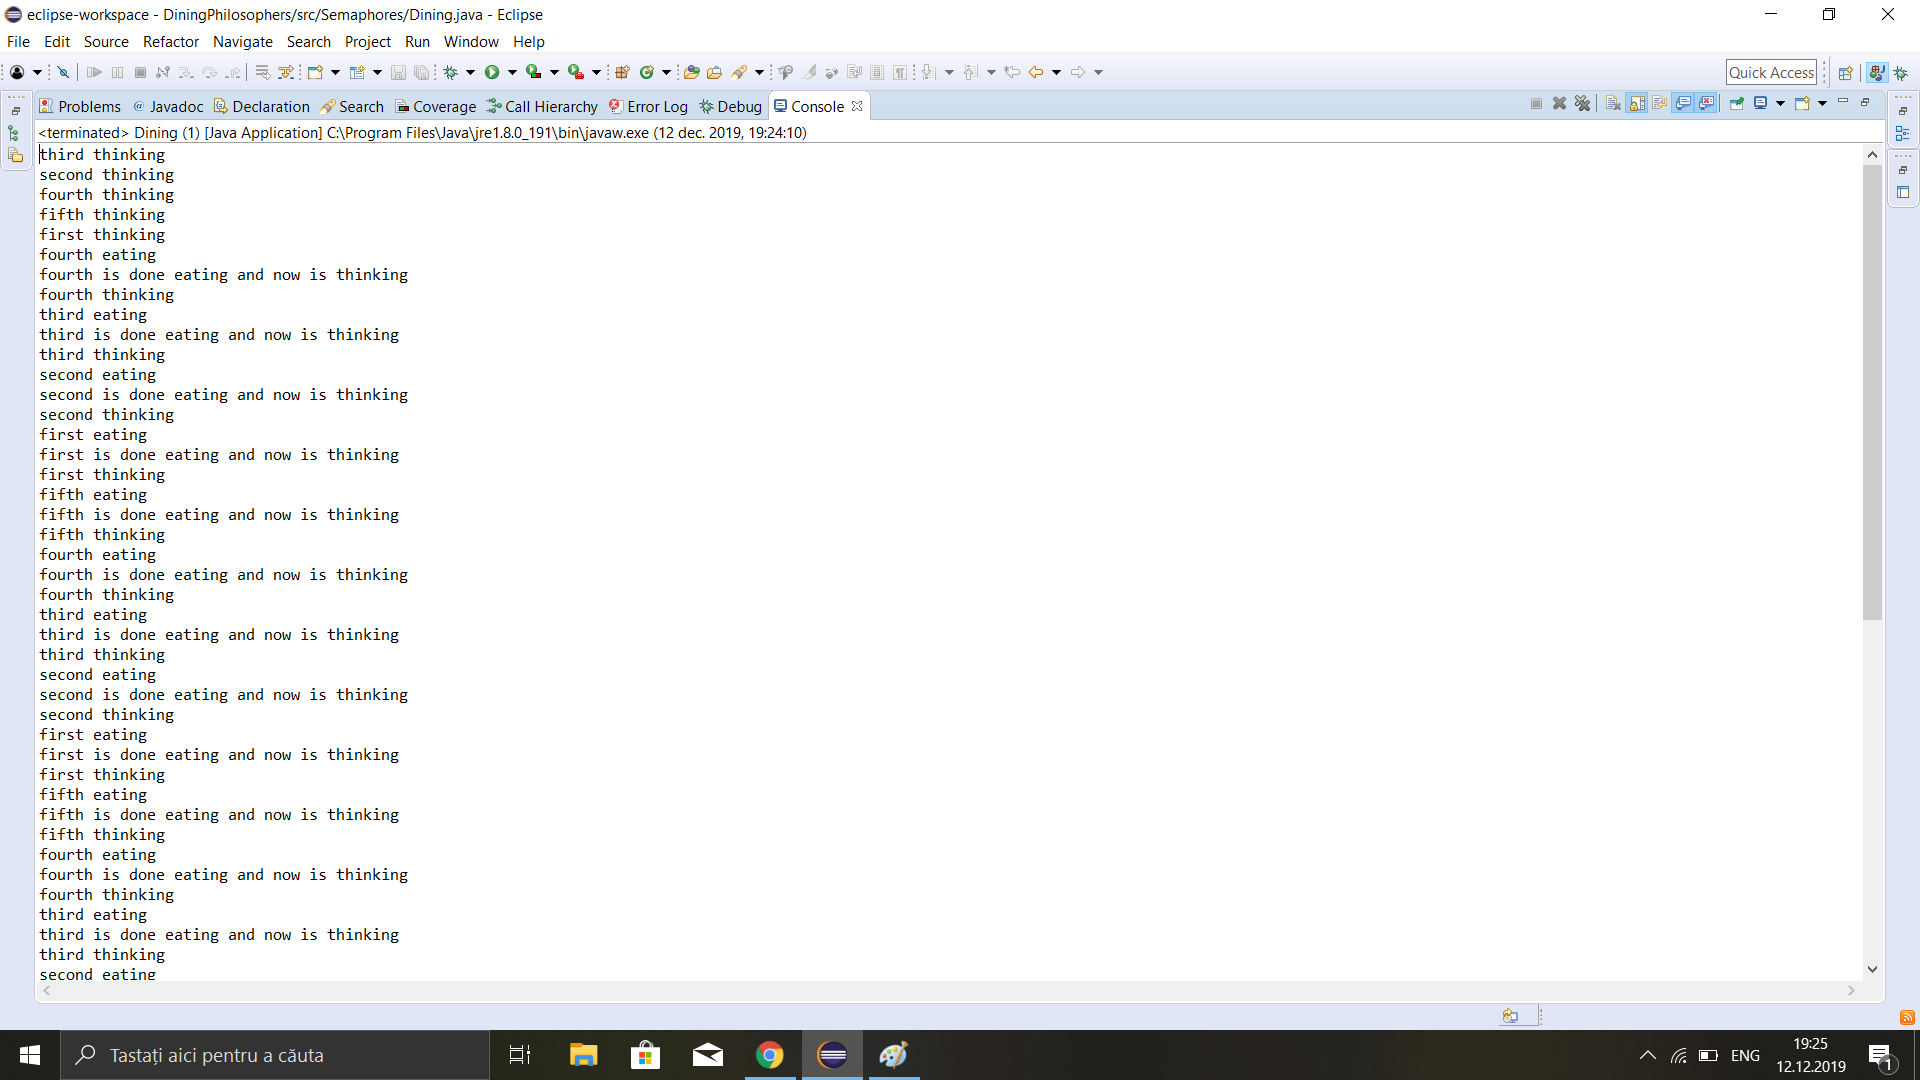 eclipse-workspace - DiningPhilosophers/src/Semaphores/Dining.java - Eclipse
File Edit Source Refactor Navigate Search Project Run Window Help
Quick Access
Problems @ Javadoc Declaration Search Coverage Call Hierarchy Error Log Debug Console
<terminated> Dining (1) [Java Application] C:\Program Files\Java\jre1.8.0_191\bin\javaw.exe (12 dec. 2019, 19:24:10)
third thinking
second thinking
fourth thinking
fifth thinking
first thinking
fourth eating
fourth is done eating and now is thinking
fourth thinking
third eating
third is done eating and now is thinking
third thinking
second eating
second is done eating and now is thinking
second thinking
first eating
first is done eating and now is thinking
first thinking
fifth eating
fifth is done eating and now is thinking
fifth thinking
fourth eating
fourth is done eating and now is thinking
fourth thinking
third eating
third is done eating and now is thinking
third thinking
second eating
second is done eating and now is thinking
second thinking
first eating
first is done eating and now is thinking
first thinking
fifth eating
fifth is done eating and now is thinking
fifth thinking
fourth eating
fourth is done eating and now is thinking
fourth thinking
third eating
third is done eating and now is thinking
third thinking
second eating
Tastați aici pentru a căuta
ENG
19:25
12.12.2019
1